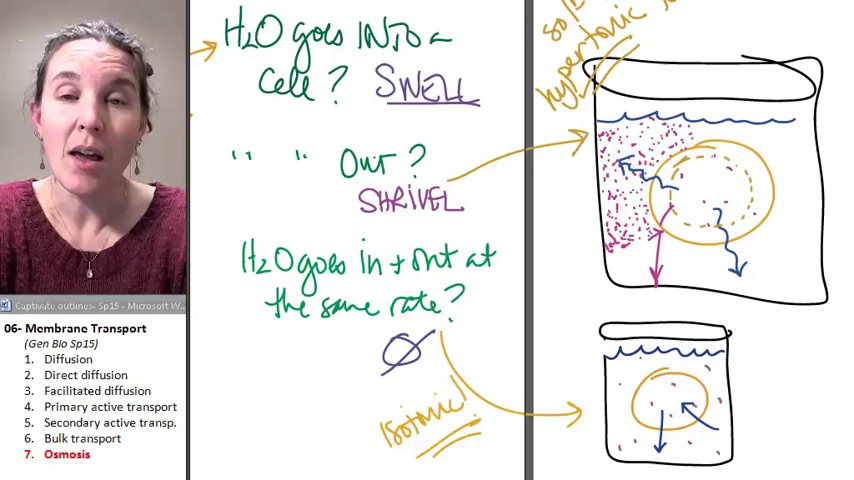 H2O goes INTO a
Cell? SWELL
" " " Out?
SHRIVEL
H2O goes in + out at
the same rate?
Ø
Isotonic!
hypertonic
Captivate outlines- Sp15 - Microsoft W...
06- Membrane Transport
(Gen BIo Sp15)
1. Diffusion
2. Direct diffusion
3. Facilitated diffusion
4. Primary active transport
5. Secondary active transp.
6. Bulk transport
7. Osmosis